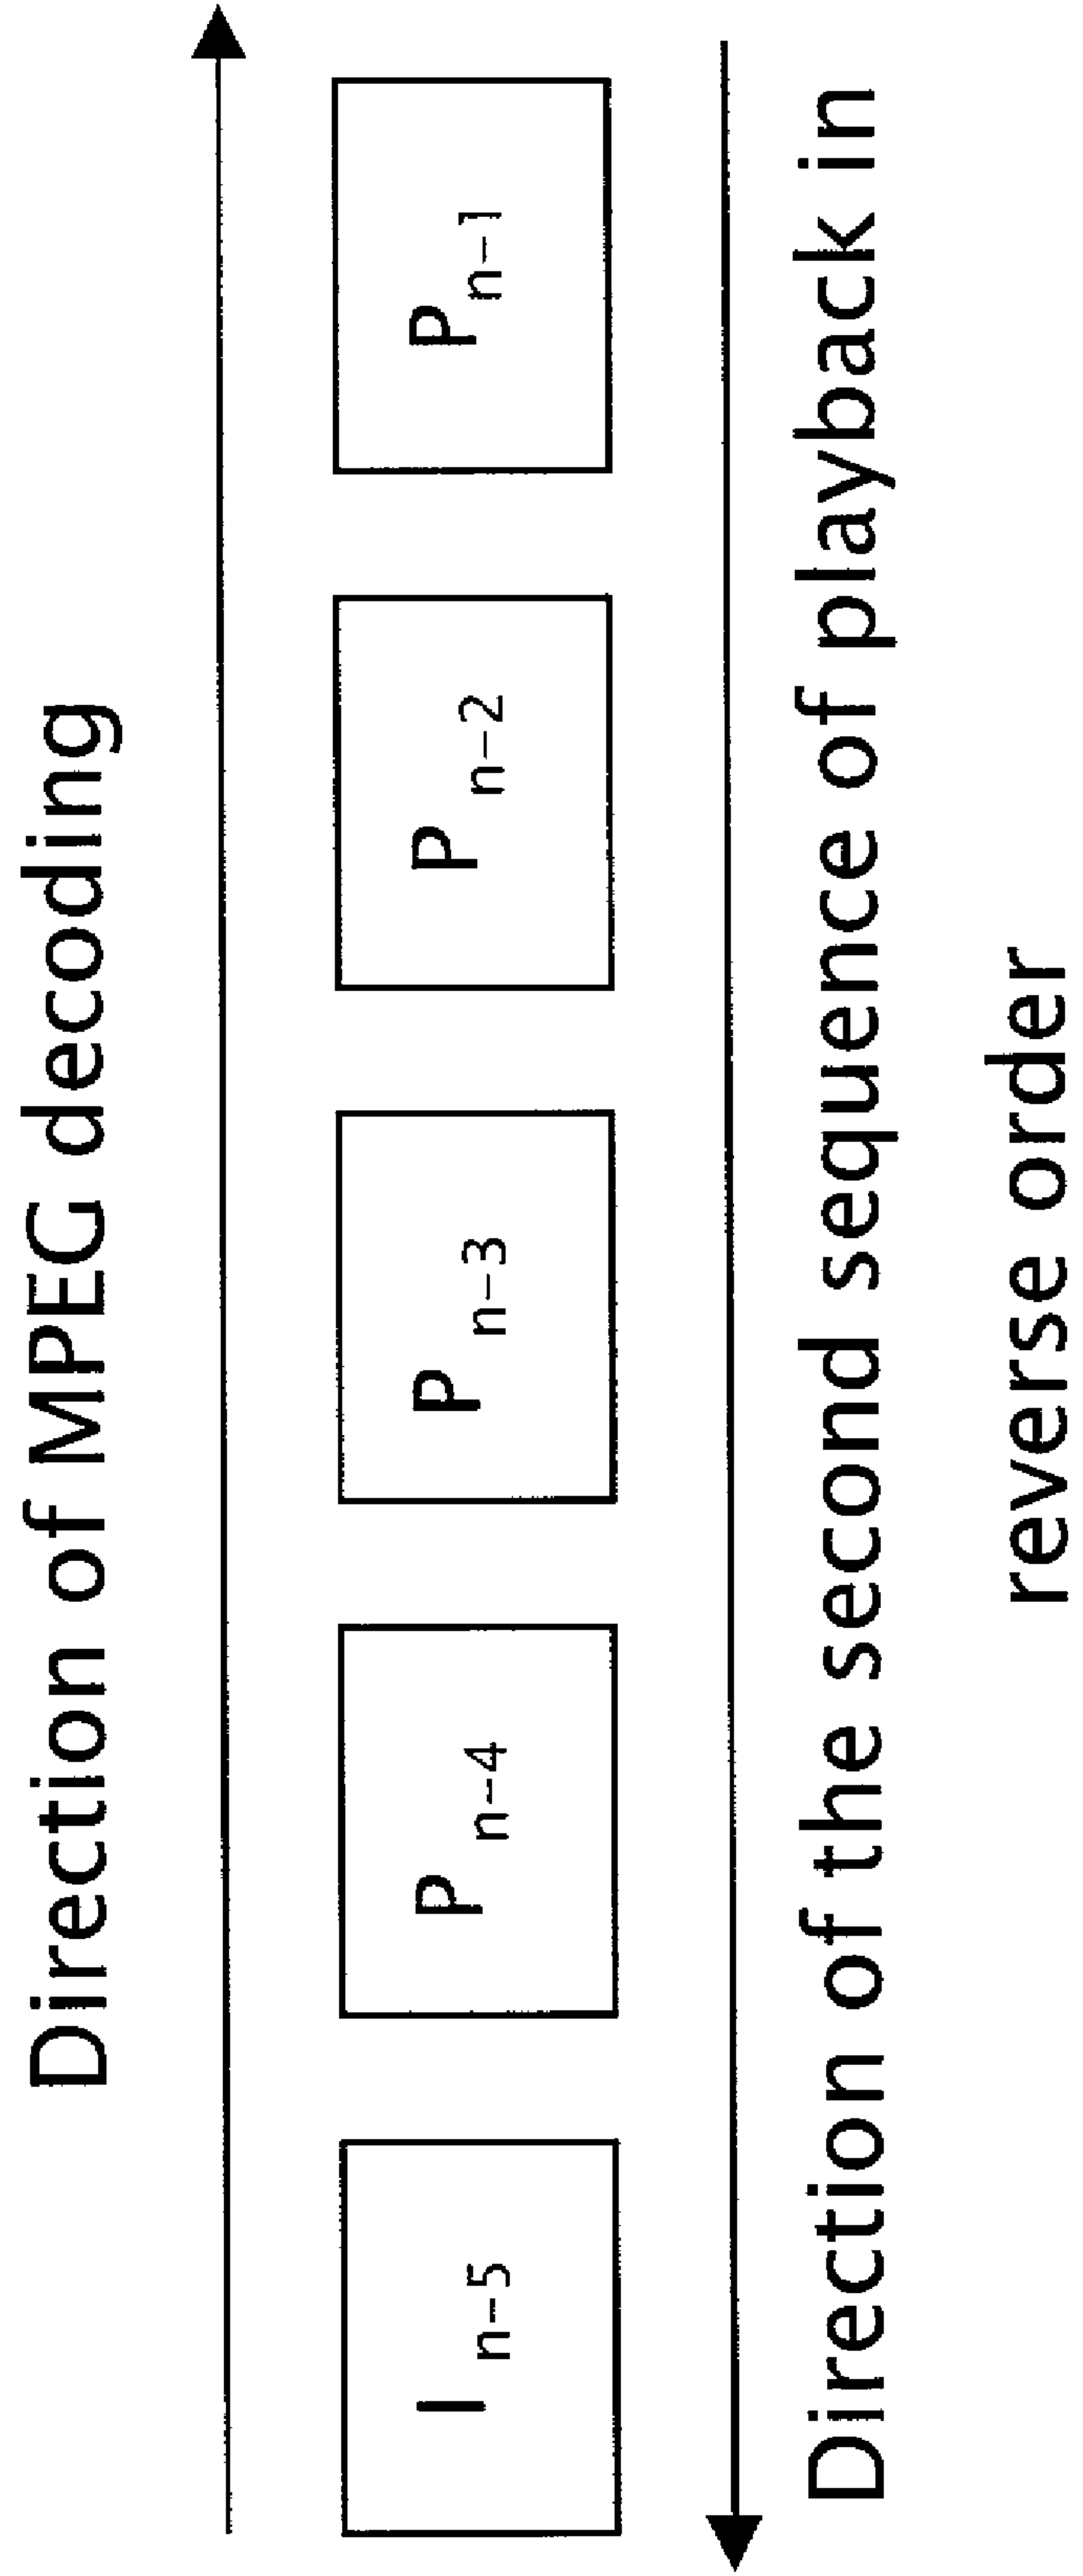 Direction of MPEG decoding
I n-5 P n-4 P n-3 P n-2 P n-1
Direction of the second sequence of playback in
reverse order